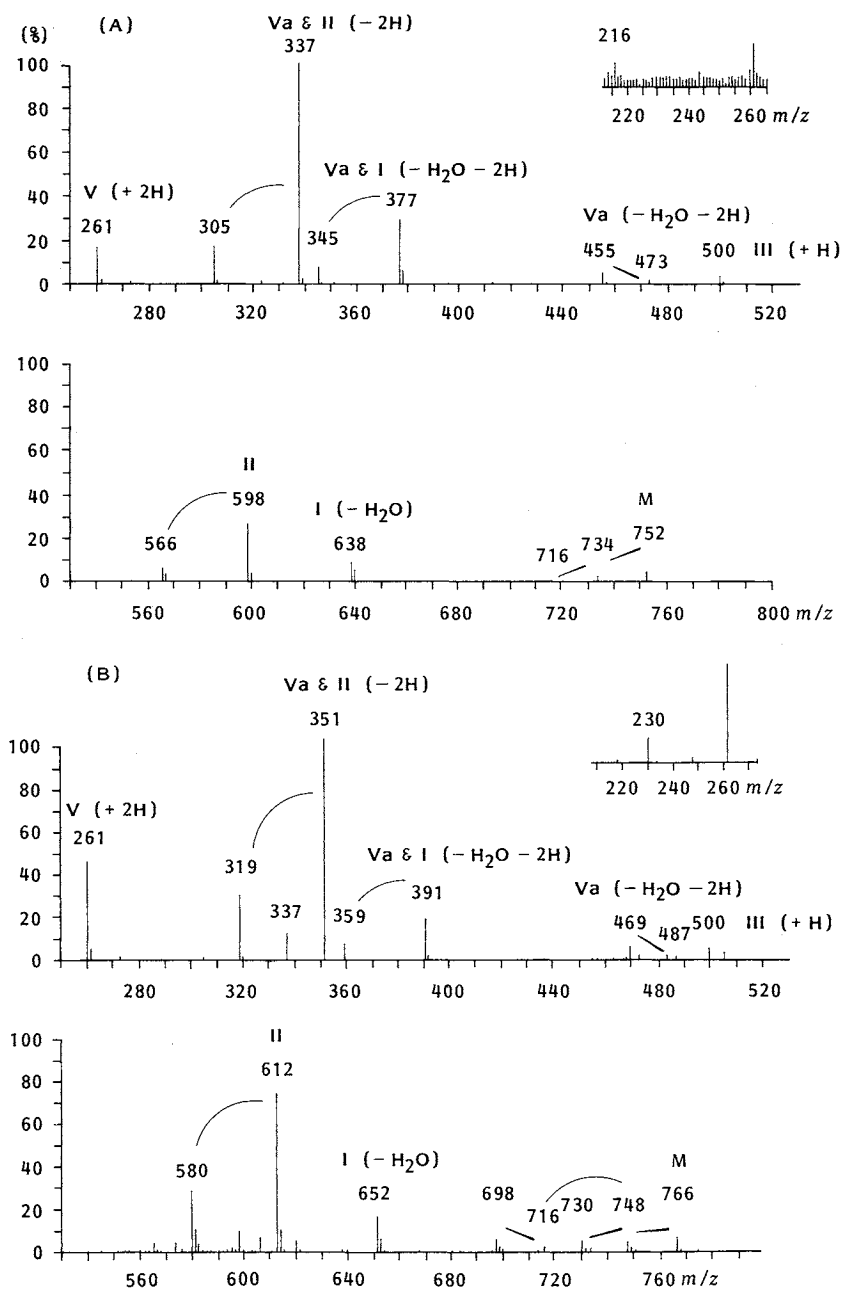 (%) (A) Va & II (− 2H) 216
337
100
220 240 260 m/z
80
60
Va & I (− H2O − 2H)
40 V (+ 2H) 377
Va (− H2O − 2H)
20 261 305 345 455 473 500 III (+ H)
0
280 320 360 400 440 480 520
100
80
60
II
40 598 I (− H2O) M
20 566 638 716 734 752
0
560 600 640 680 720 760 800 m/z
(B) Va & II (− 2H)
351 230
100
220 240 260 m/z
V (+ 2H)
80
261
60
Va & I (− H2O − 2H)
40 319 391 Va (− H2O − 2H)
20 337 359 469 487 500 III (+ H)
0
280 320 360 400 440 480 520
II
100
612
80
60
40 580 I (− H2O) M
20 652 698 716 730 748 766
0
560 600 640 680 720 760 m/z